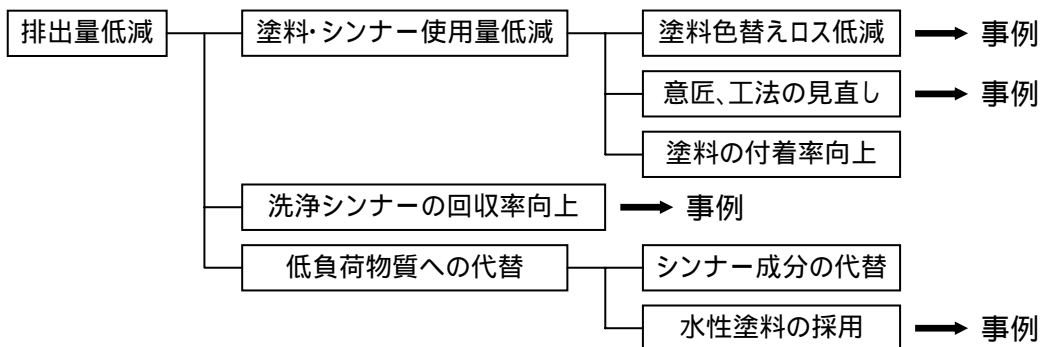 排出量低減
塗料・シンナー使用量低減
塗料色替えロス低減
事例
意匠、工法の見直し
事例
塗料の付着率向上
洗浄シンナーの回収率向上
事例
低負荷物質への代替
シンナー成分の代替
水性塗料の採用
事例